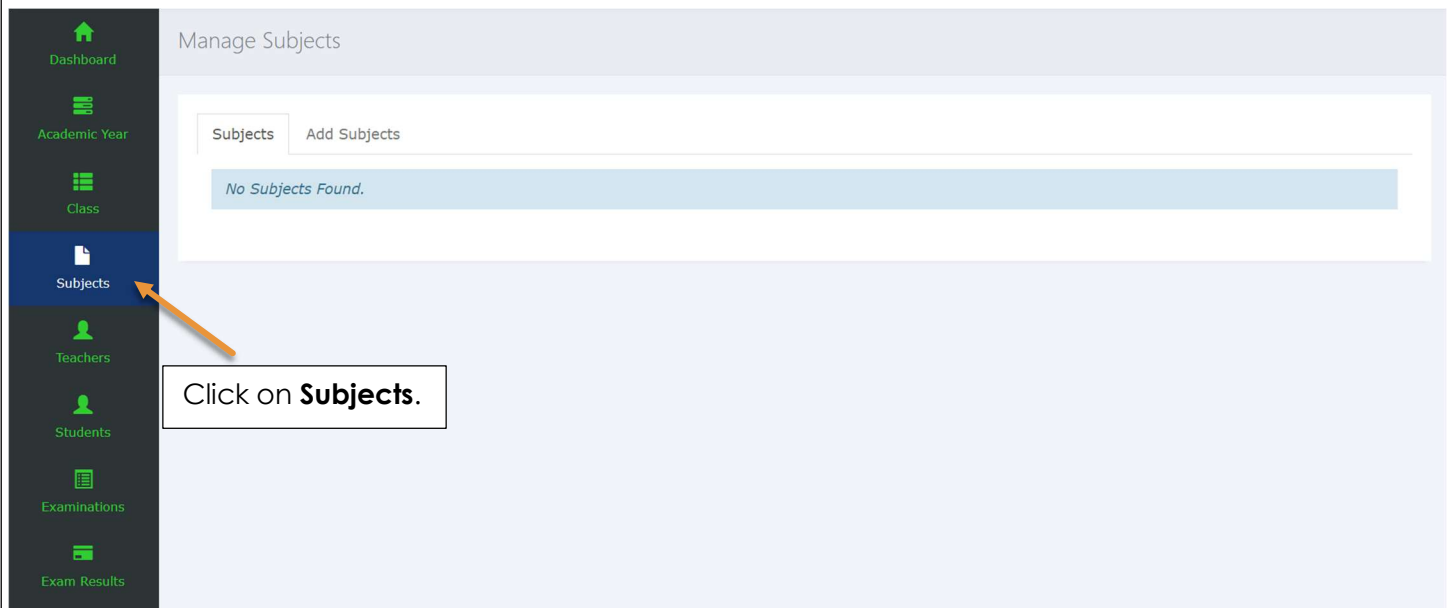 Dashboard
Academic Year
Class
Subjects
Teachers
Students
Examinations
Exam Results
Manage Subjects
Subjects Add Subjects
No Subjects Found.
Click on Subjects.